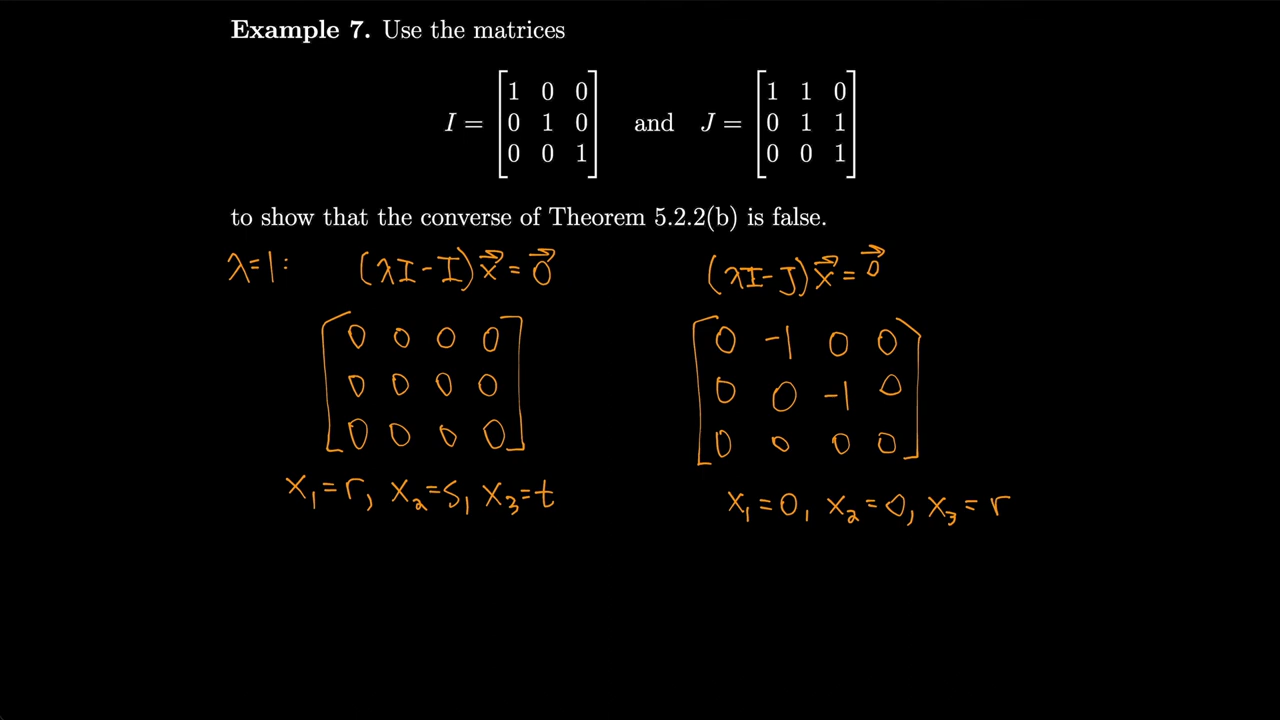 Example 7. Use the matrices
I = [1 0 0; 0 1 0; 0 0 1] and J = [1 1 0; 0 1 1; 0 0 1]
to show that the converse of Theorem 5.2.2(b) is false.
λ=1: (λI-I)x⃗=0⃗ (λI-J)x⃗=0⃗
0 0 0 0
0 0 0 0
0 0 0 0
x₁=r, x₂=s, x₃=t
0 -1 0 0
0 0 -1 0
0 0 0 0
x₁=0, x₂=0, x₃=r